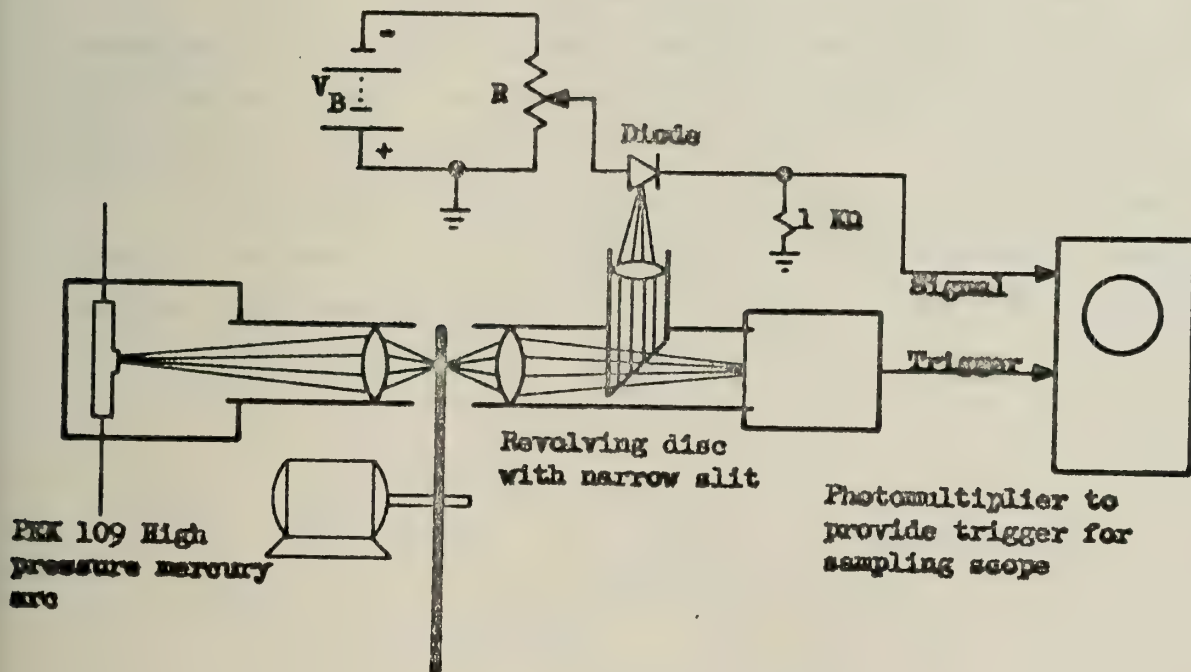 -
V
B
+
R
Diode
1 KΩ
Signal
Trigger
Revolving disc
with narrow slit
Photomultiplier to
provide trigger for
sampling scope
PEK 109 High
pressure mercury
arc